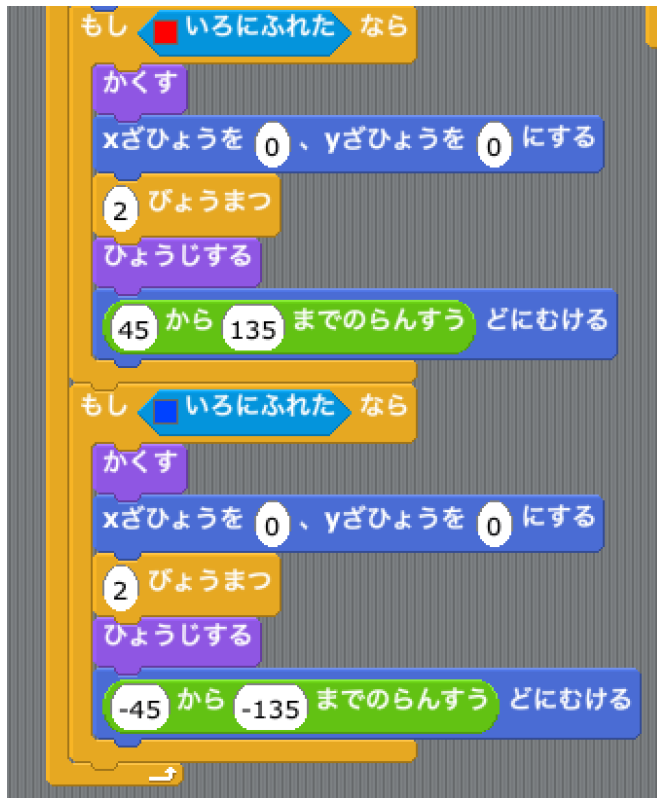 もし いろにふれた なら
かくす
xざひょうを 0 、yざひょうを 0 にする
2 びょうまつ
ひょうじする
45 から 135 までのらんすう どにむける
もし いろにふれた なら
かくす
xざひょうを 0 、yざひょうを 0 にする
2 びょうまつ
ひょうじする
-45 から -135 までのらんすう どにむける